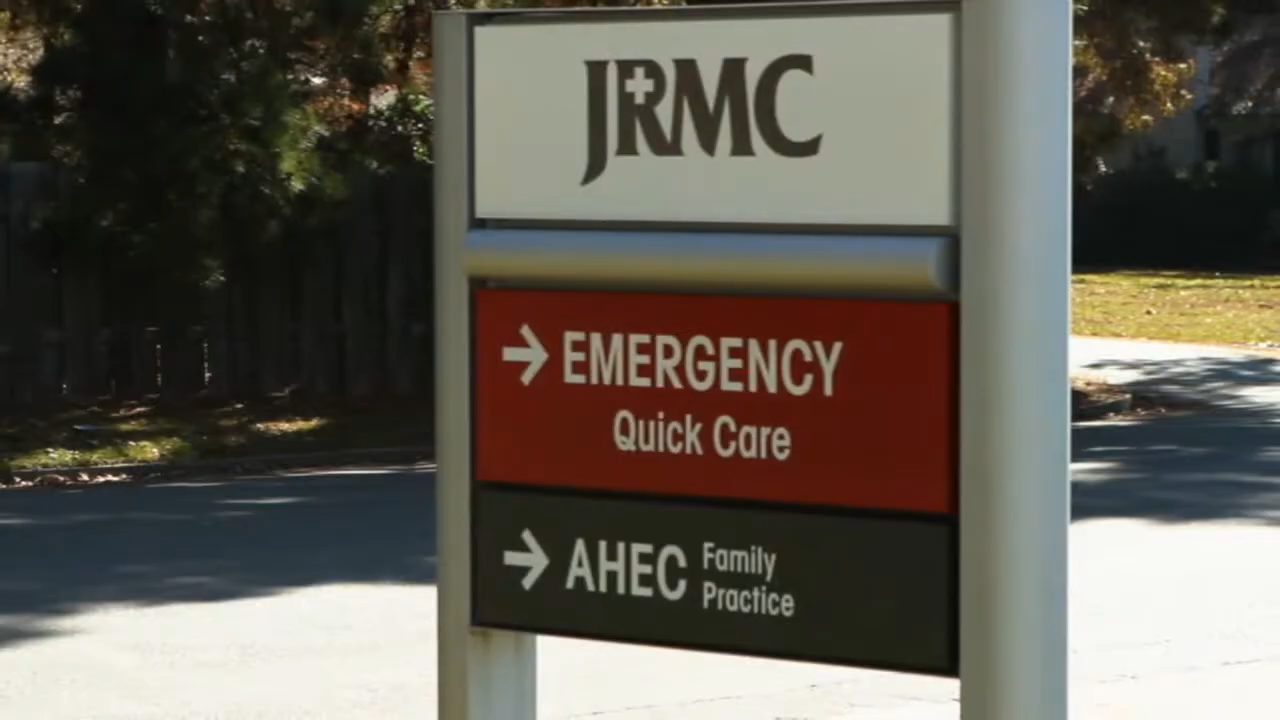 JRMC
→ EMERGENCY
Quick Care
→ AHEC Family
Practice